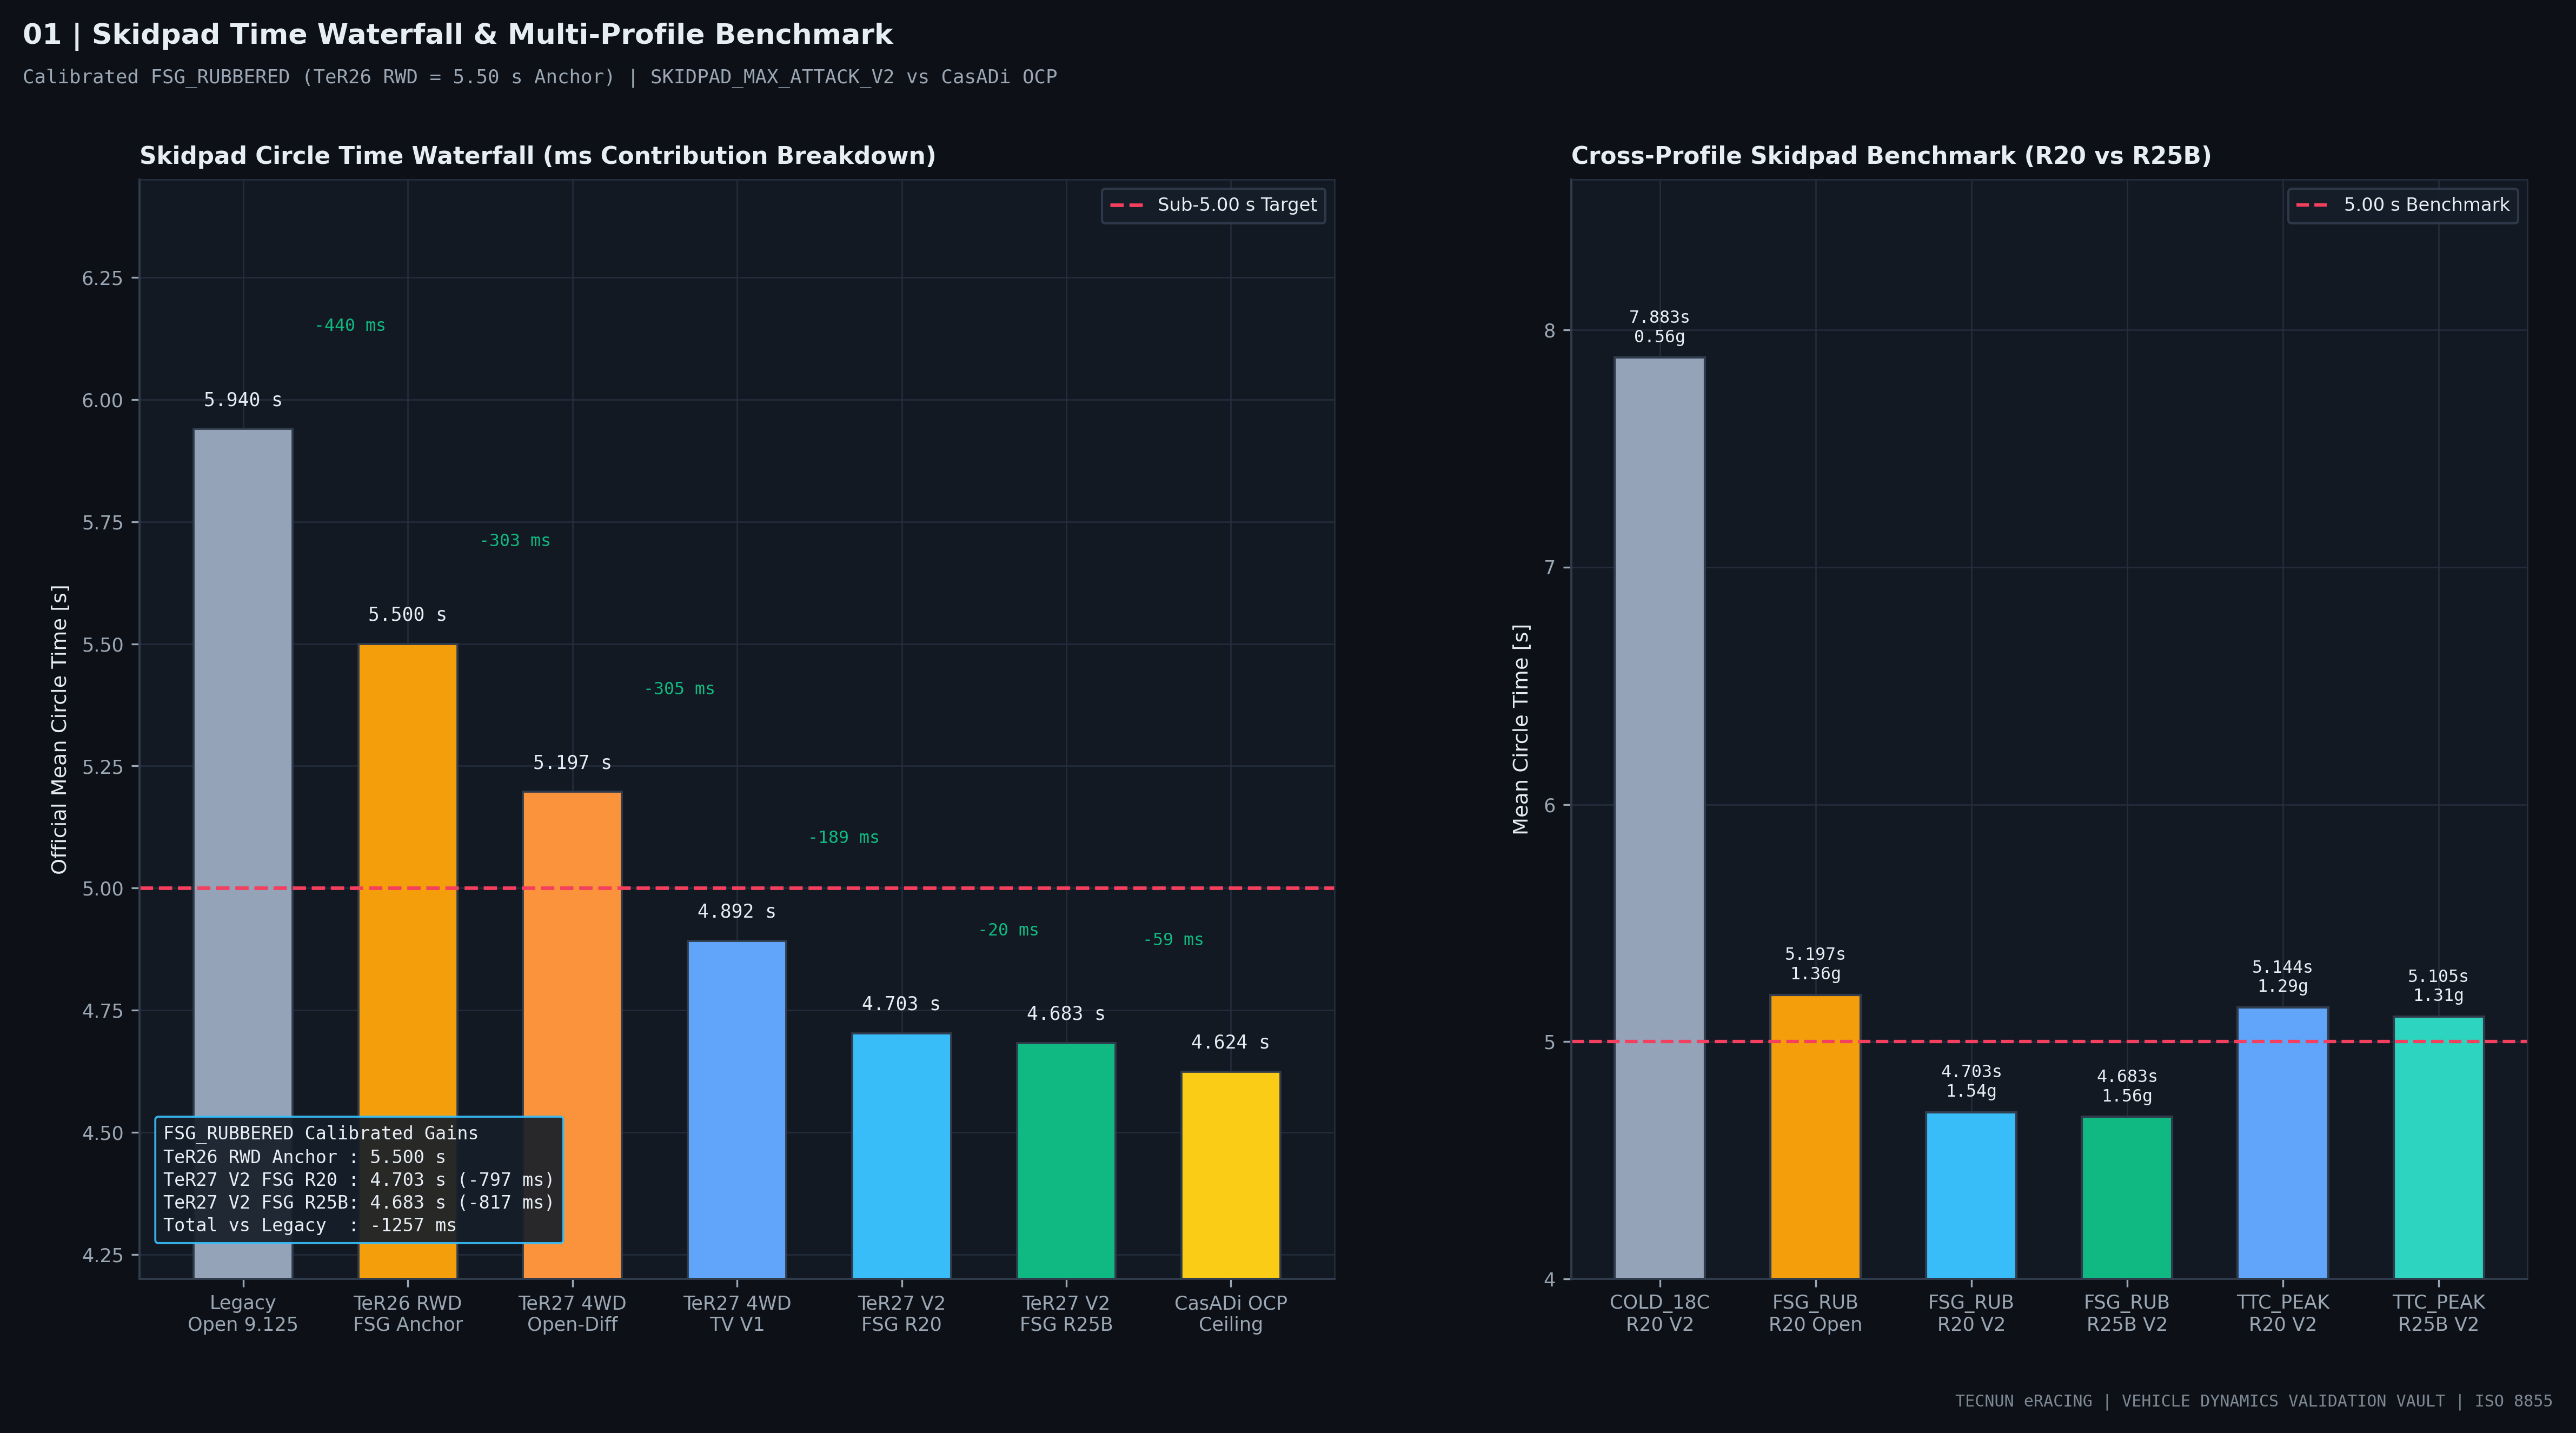 01 | Skidpad Time Waterfall & Multi-Profile Benchmark
Calibrated FSG_RUBBERED (TeR26 RWD = 5.50 s Anchor) | SKIDPAD_MAX_ATTACK_V2 vs CasADi OCP
Skidpad Circle Time Waterfall (ms Contribution Breakdown)
Sub-5.00 s Target
Official Mean Circle Time [s]
6.25
6.00
5.75
5.50
5.25
5.00
4.75
4.50
4.25
-440 ms
5.940 s
-303 ms
5.500 s
-305 ms
5.197 s
-189 ms
4.892 s
-20 ms
-59 ms
4.703 s
4.683 s
4.624 s
FSG_RUBBERED Calibrated Gains
TeR26 RWD Anchor : 5.500 s
TeR27 V2 FSG R20 : 4.703 s (-797 ms)
TeR27 V2 FSG R25B: 4.683 s (-817 ms)
Total vs Legacy  : -1257 ms
Legacy
Open 9.125
TeR26 RWD
FSG Anchor
TeR27 4WD
Open-Diff
TeR27 4WD
TV V1
TeR27 V2
FSG R20
TeR27 V2
FSG R25B
CasADi OCP
Ceiling
Cross-Profile Skidpad Benchmark (R20 vs R25B)
5.00 s Benchmark
Mean Circle Time [s]
8
7
6
5
4
7.883s
0.56g
5.197s
1.36g
4.703s
1.54g
4.683s
1.56g
5.144s
1.29g
5.105s
1.31g
COLD_18C
R20 V2
FSG_RUB
R20 Open
FSG_RUB
R20 V2
FSG_RUB
R25B V2
TTC_PEAK
R20 V2
TTC_PEAK
R25B V2
TECNUN eRACING | VEHICLE DYNAMICS VALIDATION VAULT | ISO 8855